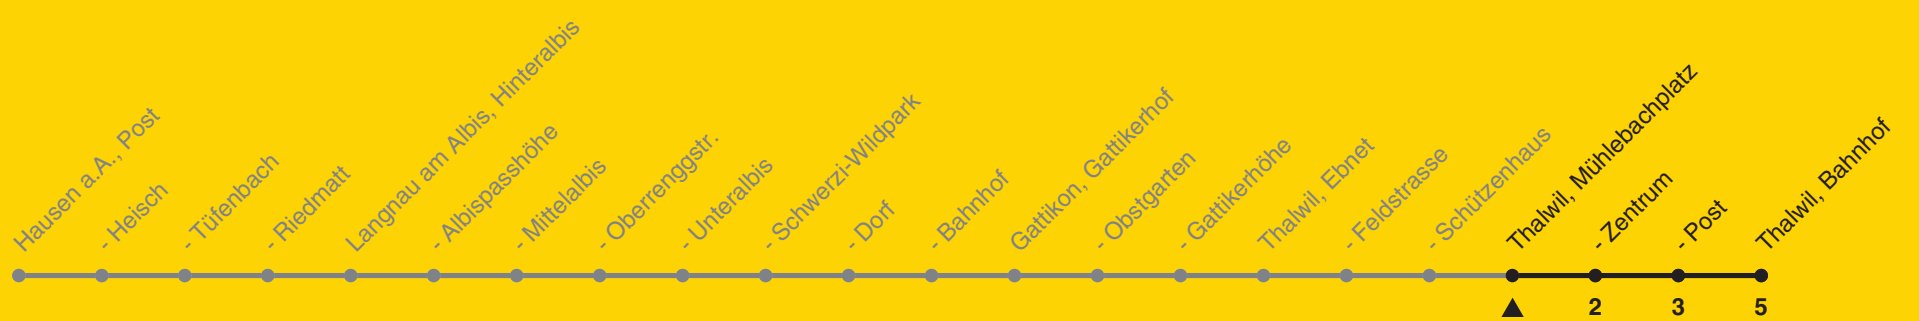 Hausen a.A., Post
- Heisch
- Tüfenbach
- Riedmatt
Langnau am Albis, Hinteralbis
- Albispasshöhe
- Mittelalbis
- Oberrenggstr.
- Unteralbis
- Schwerzi-Wildpark
- Dorf
- Bahnhof
Gattikon, Gattikerhof
- Obstgarten
- Gattikerhöhe
Thalwil, Ebnet
- Feldstrasse
- Schützenhaus
Thalwil, Mühlebachplatz
- Zentrum
- Post
Thalwil, Bahnhof
2 3 5